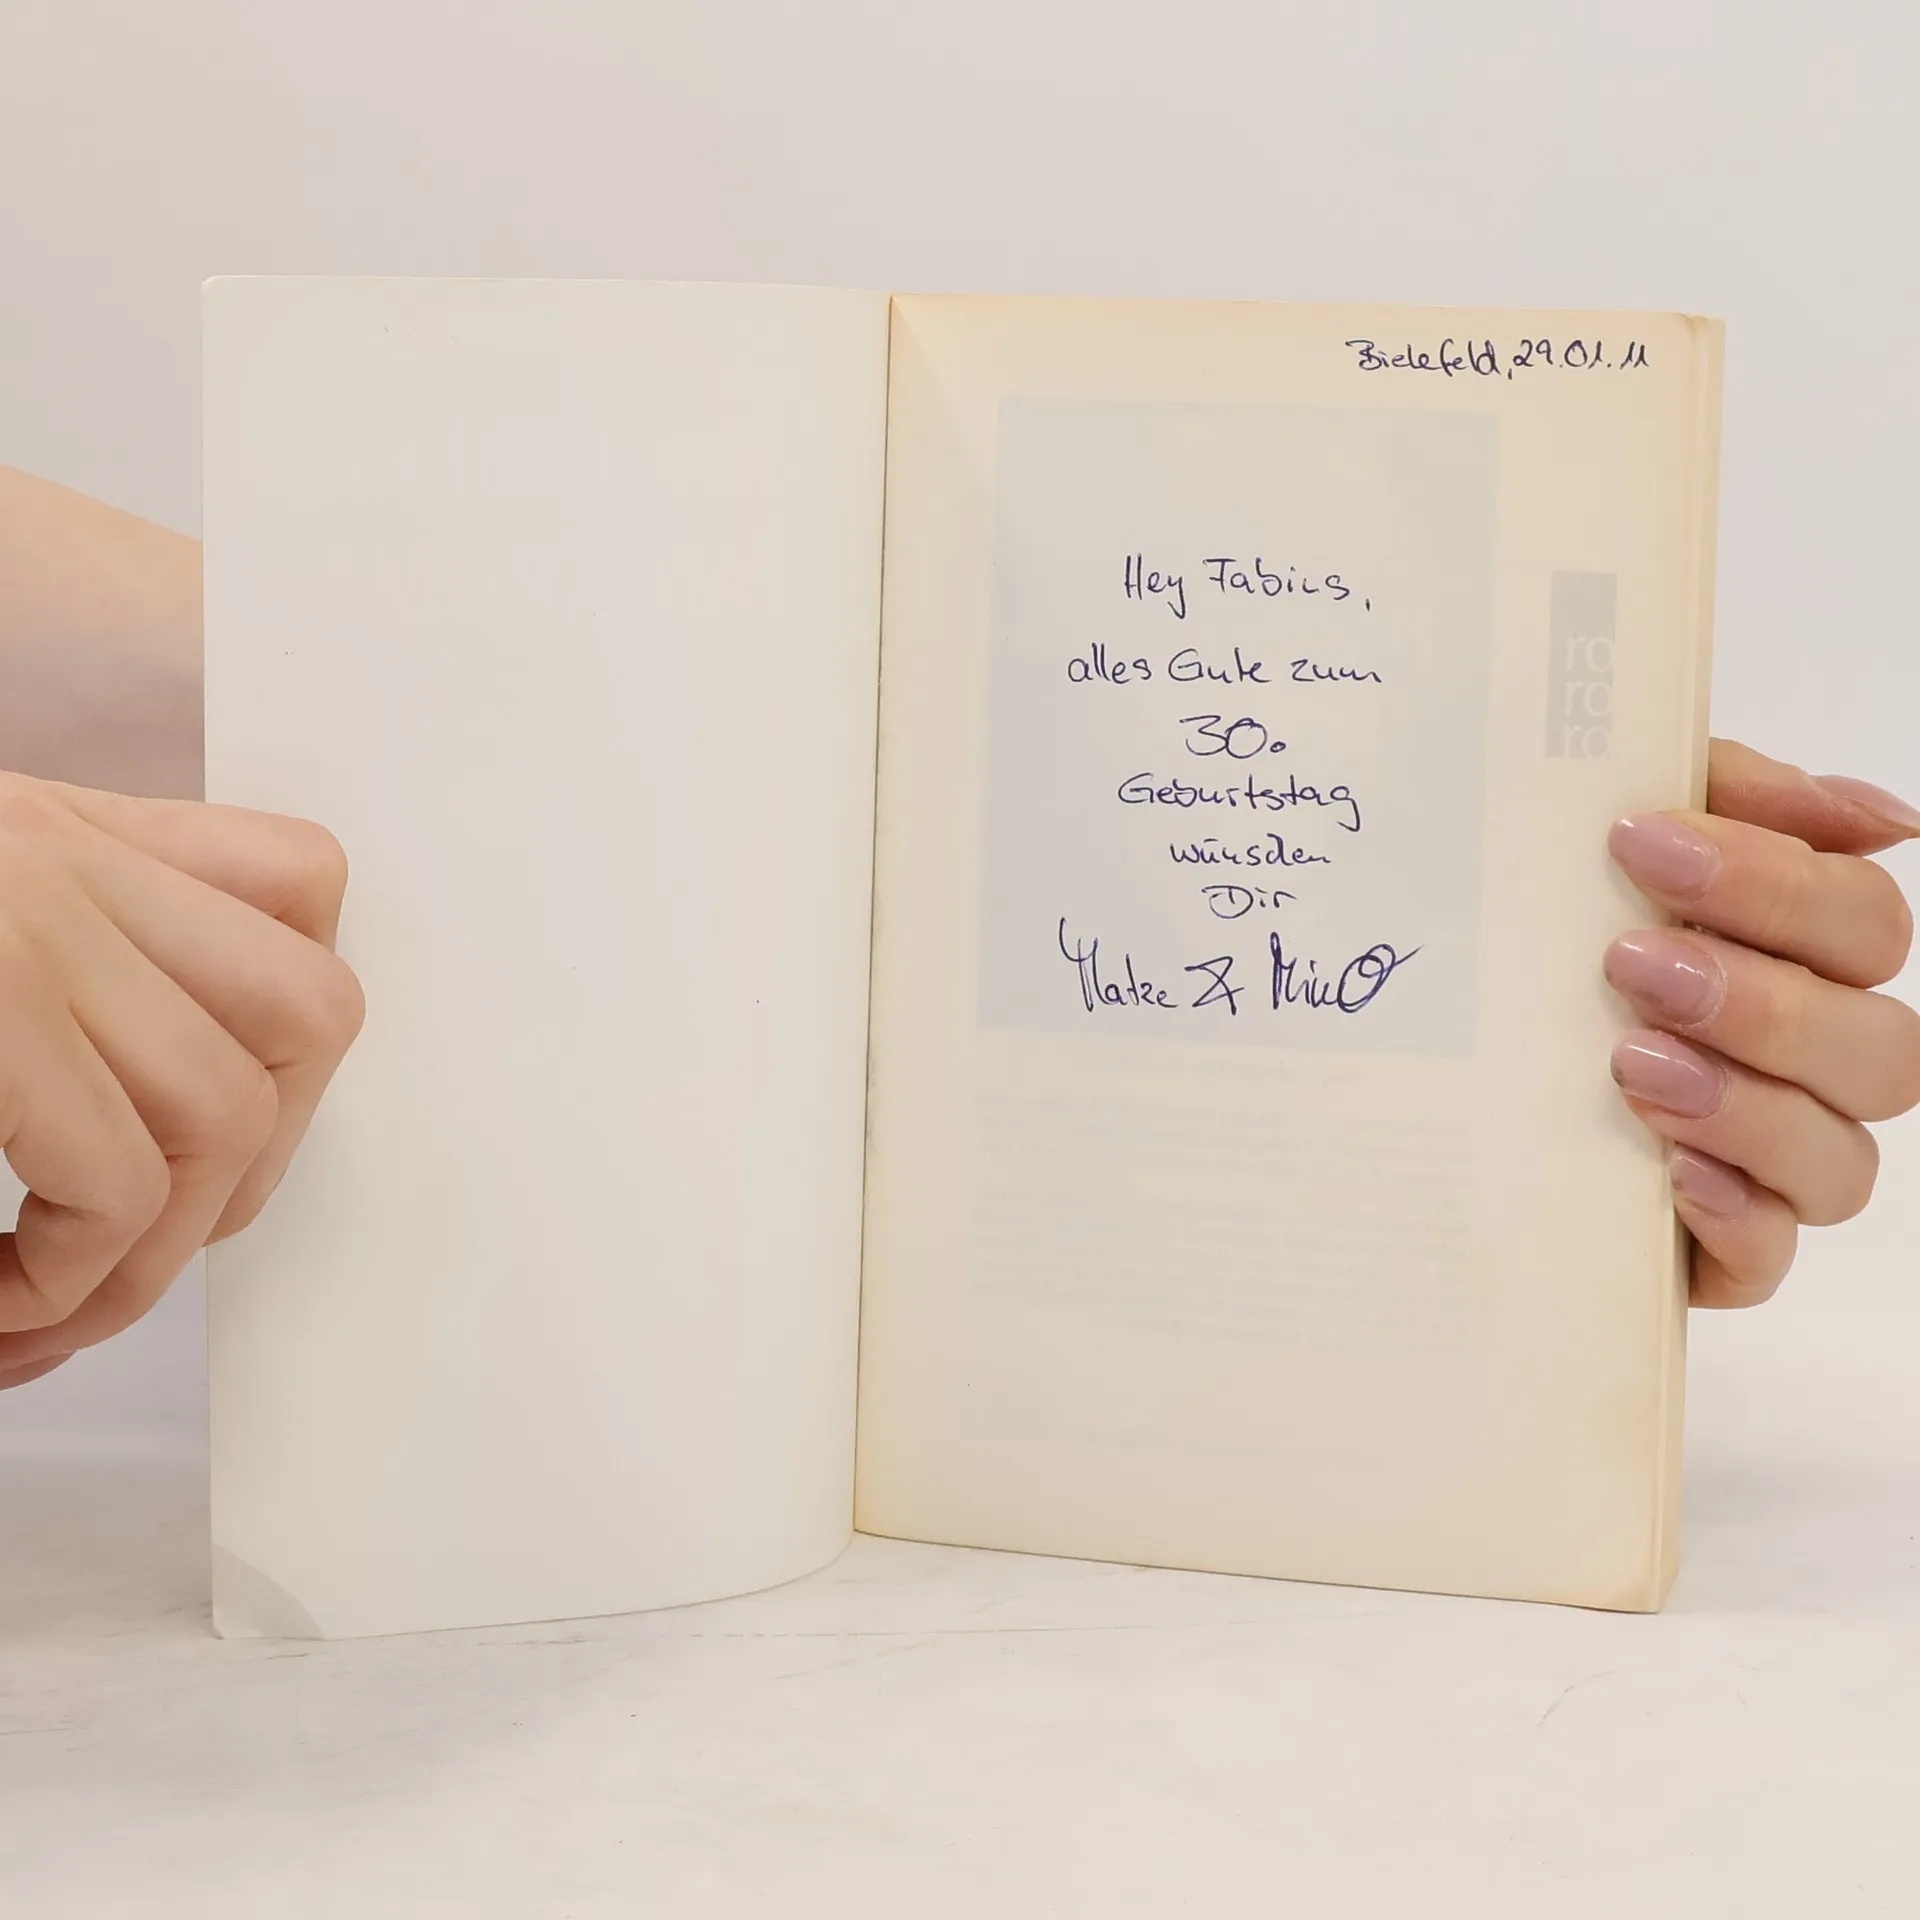 Bielefeld, 29.01.11
Hey Fabius,
alles Gute zum
30.
Geburtstag
wünschen
Dir
Matze & Mirco
ro
ro
ro